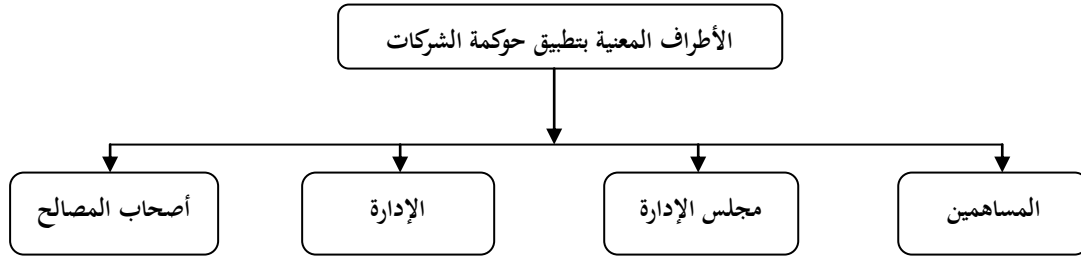 الأطراف المعنية بتطبيق حوكمة الشركات
المساهمين
مجلس الإدارة
الإدارة
أصحاب المصالح